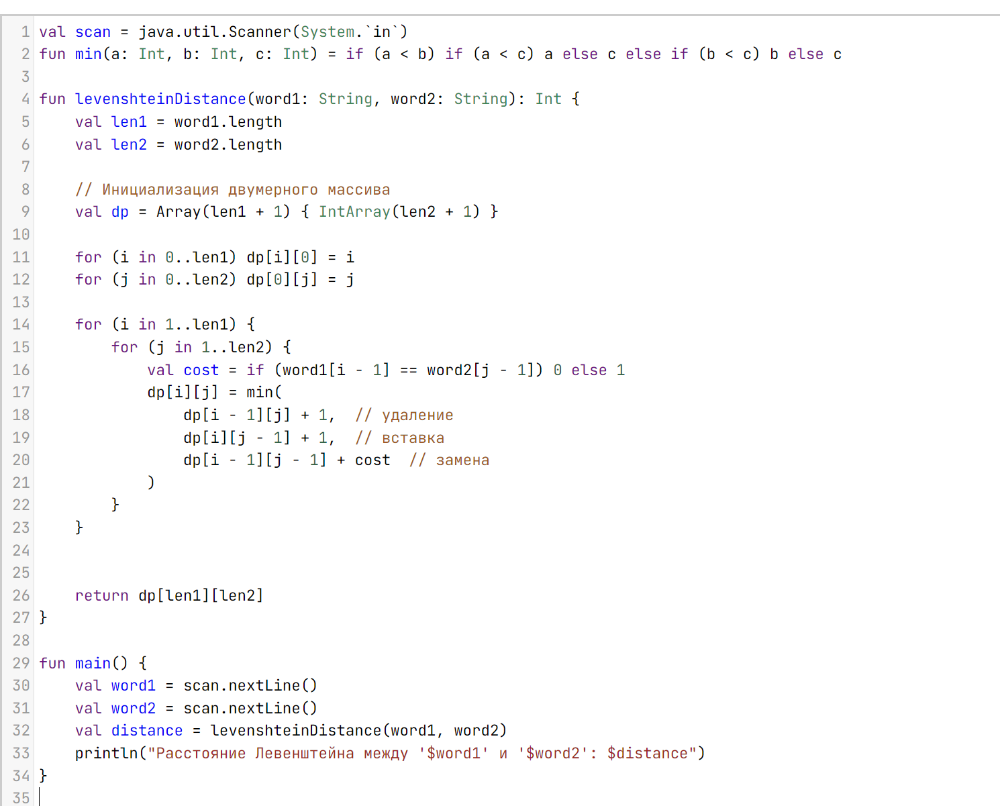 1 val scan = java.util.Scanner(System.`in`)
2 fun min(a: Int, b: Int, c: Int) = if (a < b) if (a < c) a else c else if (b < c) b else c
3
4 fun levenshteinDistance(word1: String, word2: String): Int {
5     val len1 = word1.length
6     val len2 = word2.length
7
8     // Инициализация двумерного массива
9     val dp = Array(len1 + 1) { IntArray(len2 + 1) }
10
11     for (i in 0..len1) dp[i][0] = i
12     for (j in 0..len2) dp[0][j] = j
13
14     for (i in 1..len1) {
15         for (j in 1..len2) {
16             val cost = if (word1[i - 1] == word2[j - 1]) 0 else 1
17             dp[i][j] = min(
18                 dp[i - 1][j] + 1,  // удаление
19                 dp[i][j - 1] + 1,  // вставка
20                 dp[i - 1][j - 1] + cost  // замена
21             )
22         }
23     }
24
25
26     return dp[len1][len2]
27 }
28
29 fun main() {
30     val word1 = scan.nextLine()
31     val word2 = scan.nextLine()
32     val distance = levenshteinDistance(word1, word2)
33     println("Расстояние Левенштейна между '$word1' и '$word2': $distance")
34 }
35